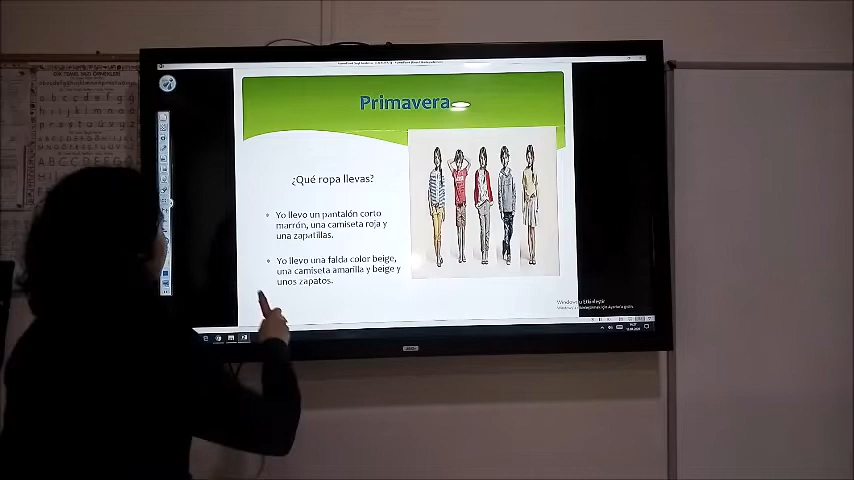 Primavera
¿Qué ropa llevas?
Yo llevo un pantalón corto
marrón, una camiseta roja y
una zapatillas.
Yo llevo una falda color beige,
una camiseta amarilla y beige y
unos zapatos.